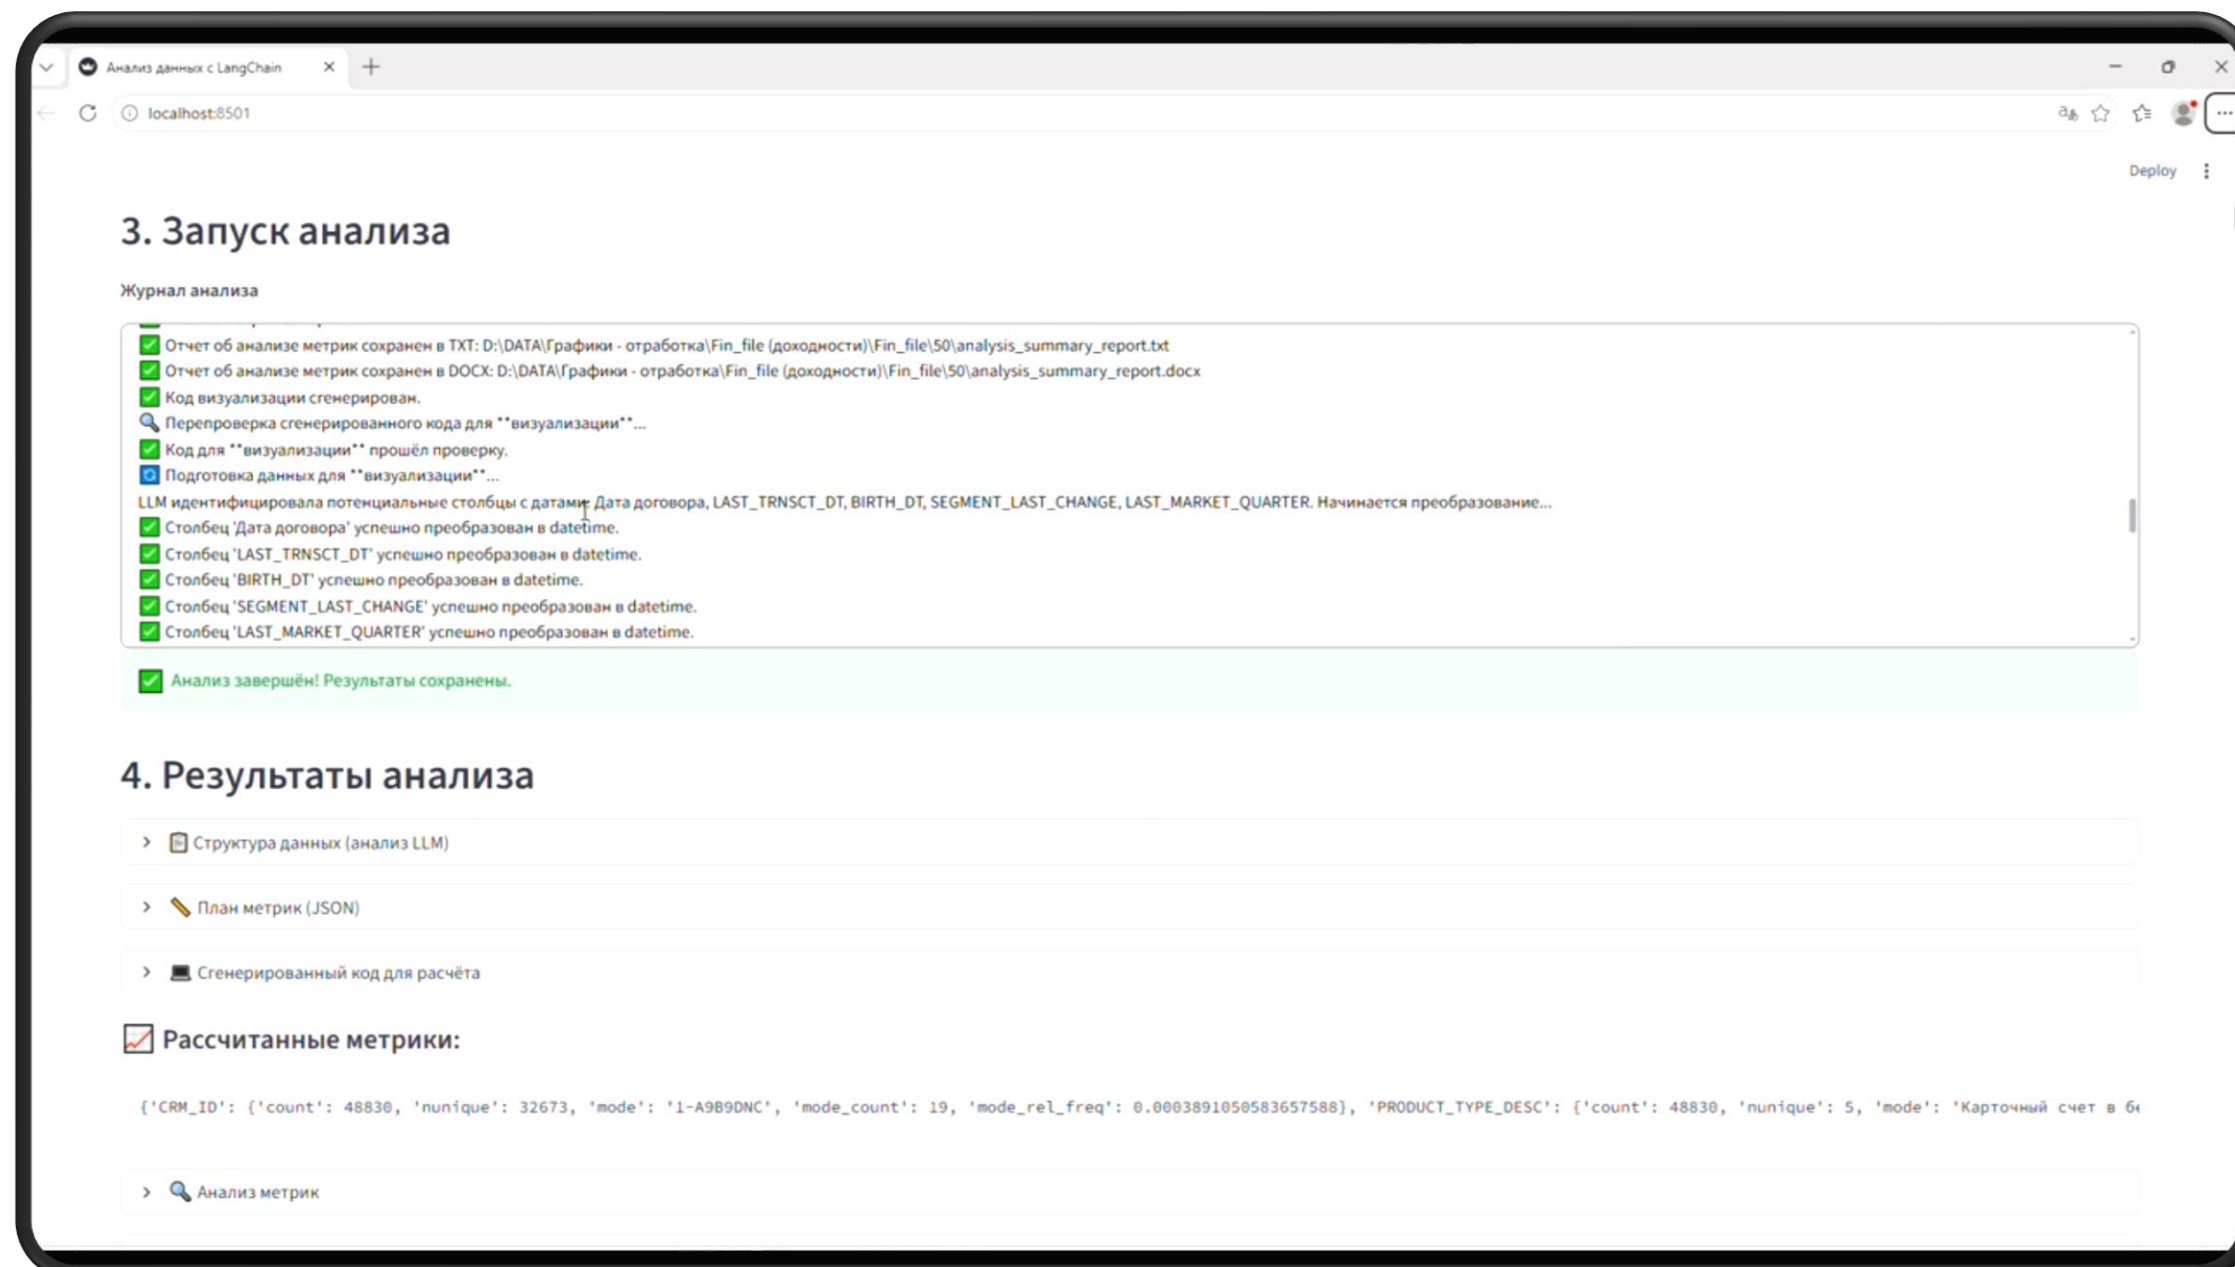 Анализ данных с LangChain
localhost:8501
Deploy
3. Запуск анализа
Журнал анализа
Отчет об анализе метрик сохранен в TXT: D:\DATA\Графики - отработка\Fin_file (доходности)\Fin_file\50\analysis_summary_report.txt
Отчет об анализе метрик сохранен в DOCX: D:\DATA\Графики - отработка\Fin_file (доходности)\Fin_file\50\analysis_summary_report.docx
Код визуализации сгенерирован.
Перепроверка сгенерированного кода для **визуализации**...
Код для **визуализации** прошёл проверку.
Подготовка данных для **визуализации**...
LLM идентифицировала потенциальные столбцы с датами: Дата договора, LAST_TRNSCT_DT, BIRTH_DT, SEGMENT_LAST_CHANGE, LAST_MARKET_QUARTER. Начинается преобразование...
Столбец 'Дата договора' успешно преобразован в datetime.
Столбец 'LAST_TRNSCT_DT' успешно преобразован в datetime.
Столбец 'BIRTH_DT' успешно преобразован в datetime.
Столбец 'SEGMENT_LAST_CHANGE' успешно преобразован в datetime.
Столбец 'LAST_MARKET_QUARTER' успешно преобразован в datetime.
Анализ завершён! Результаты сохранены.
4. Результаты анализа
Структура данных (анализ LLM)
План метрик (JSON)
Сгенерированный код для расчёта
Рассчитанные метрики:
{'CRM_ID': {'count': 48830, 'nunique': 32673, 'mode': '1-A9B9DNC', 'mode_count': 19, 'mode_rel_freq': 0.0003891050583657588}, 'PRODUCT_TYPE_DESC': {'count': 48830, 'nunique': 5, 'mode': 'Карточный счет в
Анализ метрик